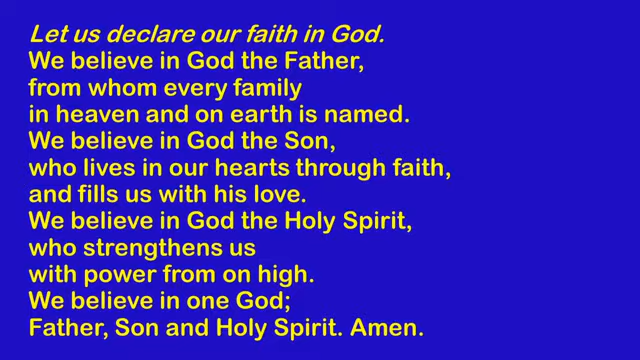 Let us declare our faith in God.
We believe in God the Father,
from whom every family
in heaven and on earth is named.
We believe in God the Son,
who lives in our hearts through faith,
and fills us with his love.
We believe in God the Holy Spirit,
who strengthens us
with power from on high.
We believe in one God;
Father, Son and Holy Spirit. Amen.